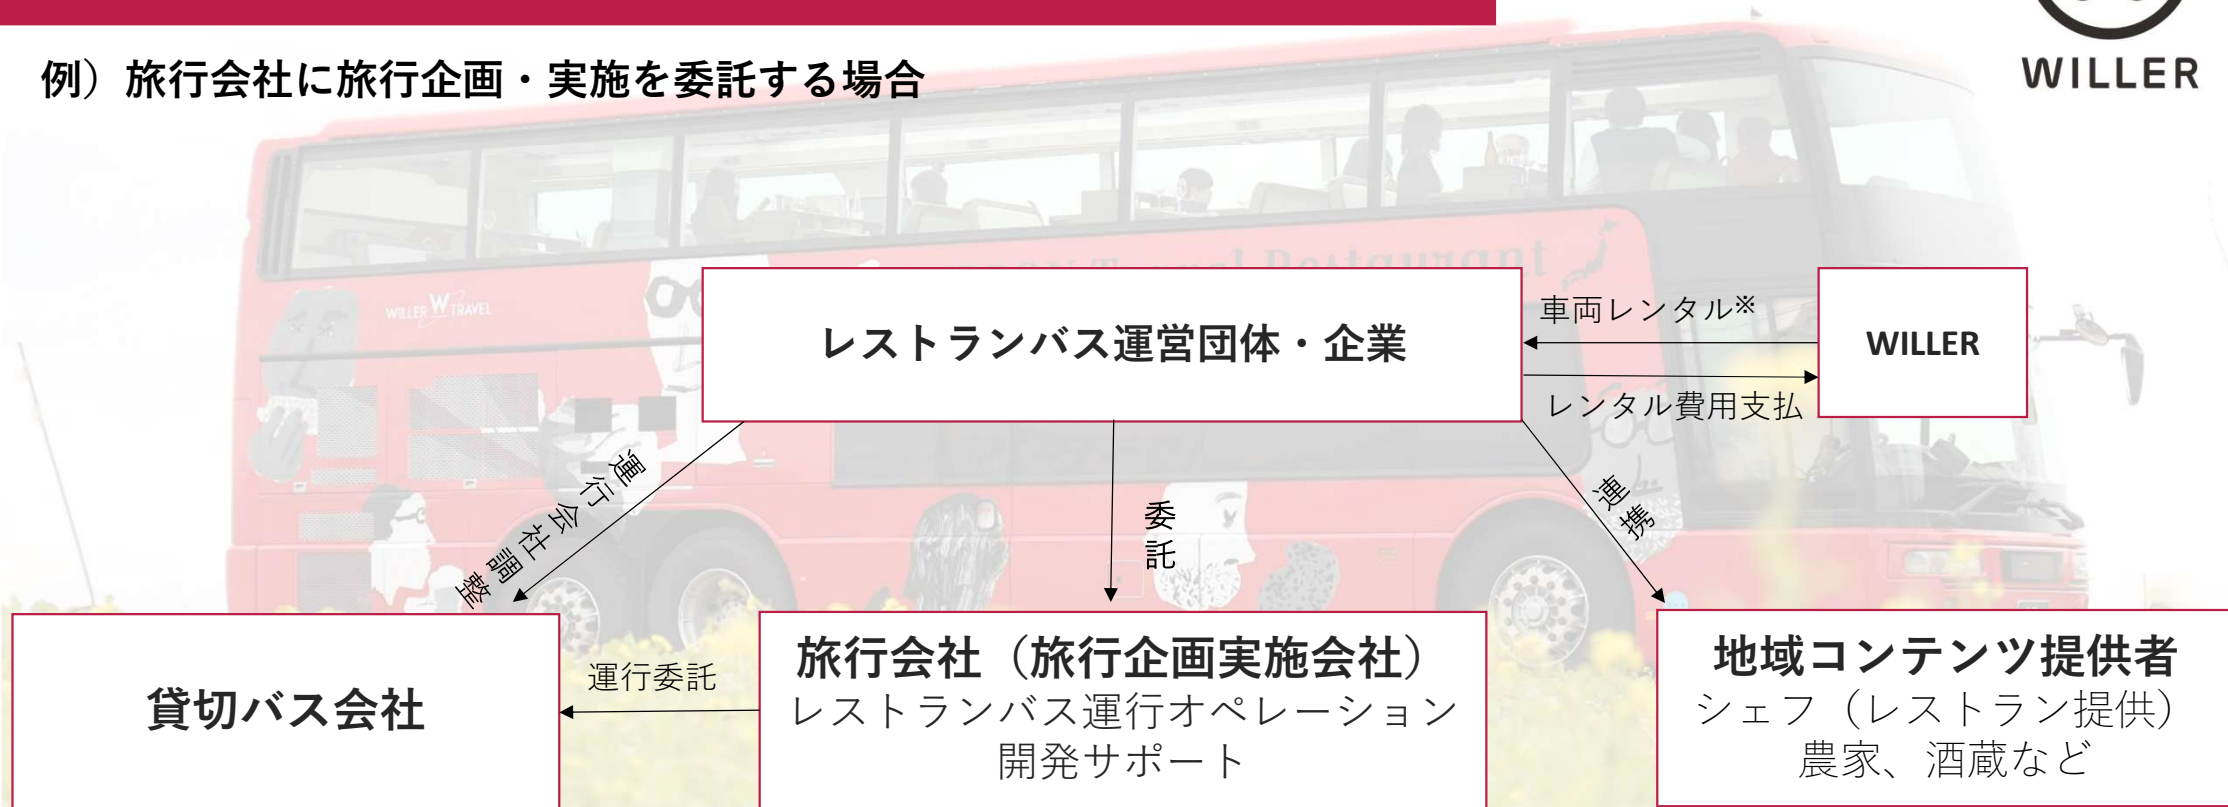 例）旅行会社に旅行企画・実施を委託する場合
WILLER
WILLER TRAVEL
Travel Restaurant
レストランバス運営団体・企業
車両レンタル※
レンタル費用支払
WILLER
運行会社調整
委託
連携
貸切バス会社
運行委託
旅行会社（旅行企画実施会社）
レストランバス運行オペレーション
開発サポート
地域コンテンツ提供者
シェフ（レストラン提供）
農家、酒蔵など